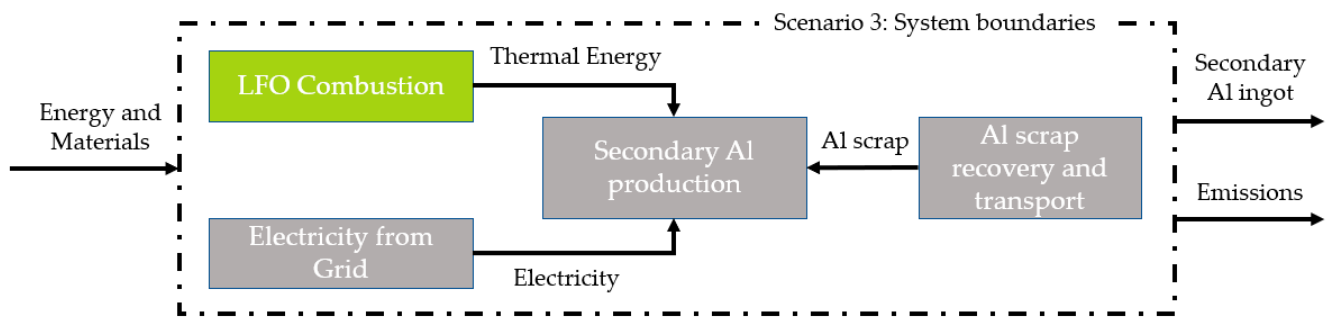 Scenario 3: System boundaries
LFO Combustion
Thermal Energy
Energy and
Materials
Secondary Al
production
Al scrap
Al scrap
recovery and
transport
Secondary
Al ingot
Emissions
Electricity from
Grid
Electricity